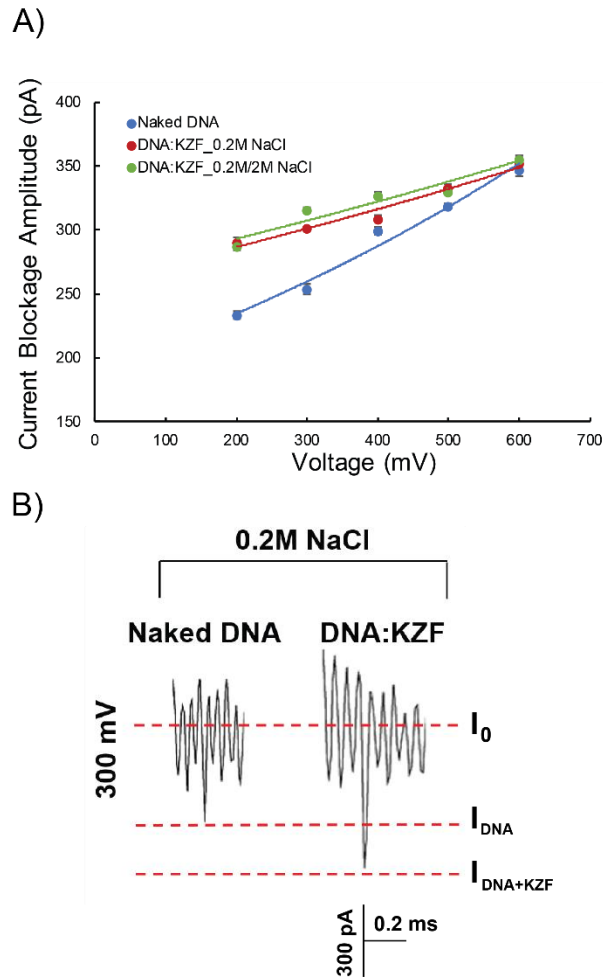 A)
Current Blockage Amplitude (pA)
400
350
300
250
200
150
Naked DNA
DNA:KZF_0.2M NaCl
DNA:KZF_0.2M/2M NaCl
0 100 200 300 400 500 600 700
Voltage (mV)
B)
0.2M NaCl
Naked DNA DNA:KZF
300 mV
I0
IDNA
IDNA+KZF
300 pA
0.2 ms